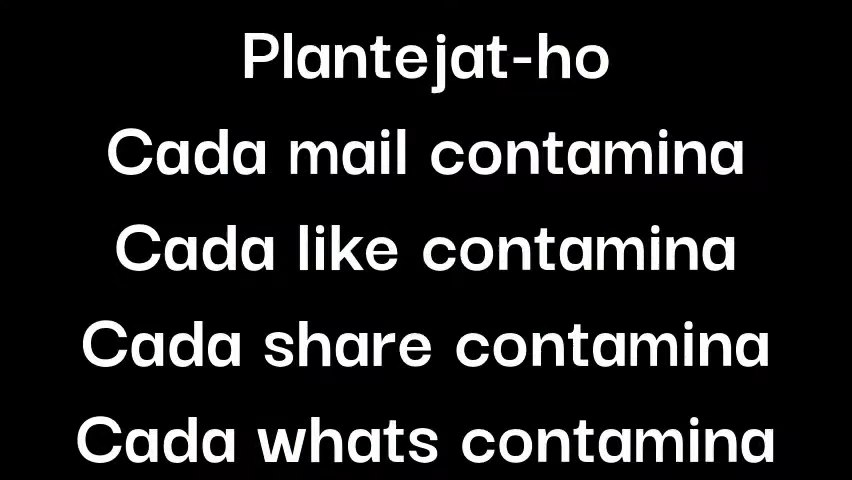 Plantejat-ho
Cada mail contamina
Cada like contamina
Cada share contamina
Cada whats contamina